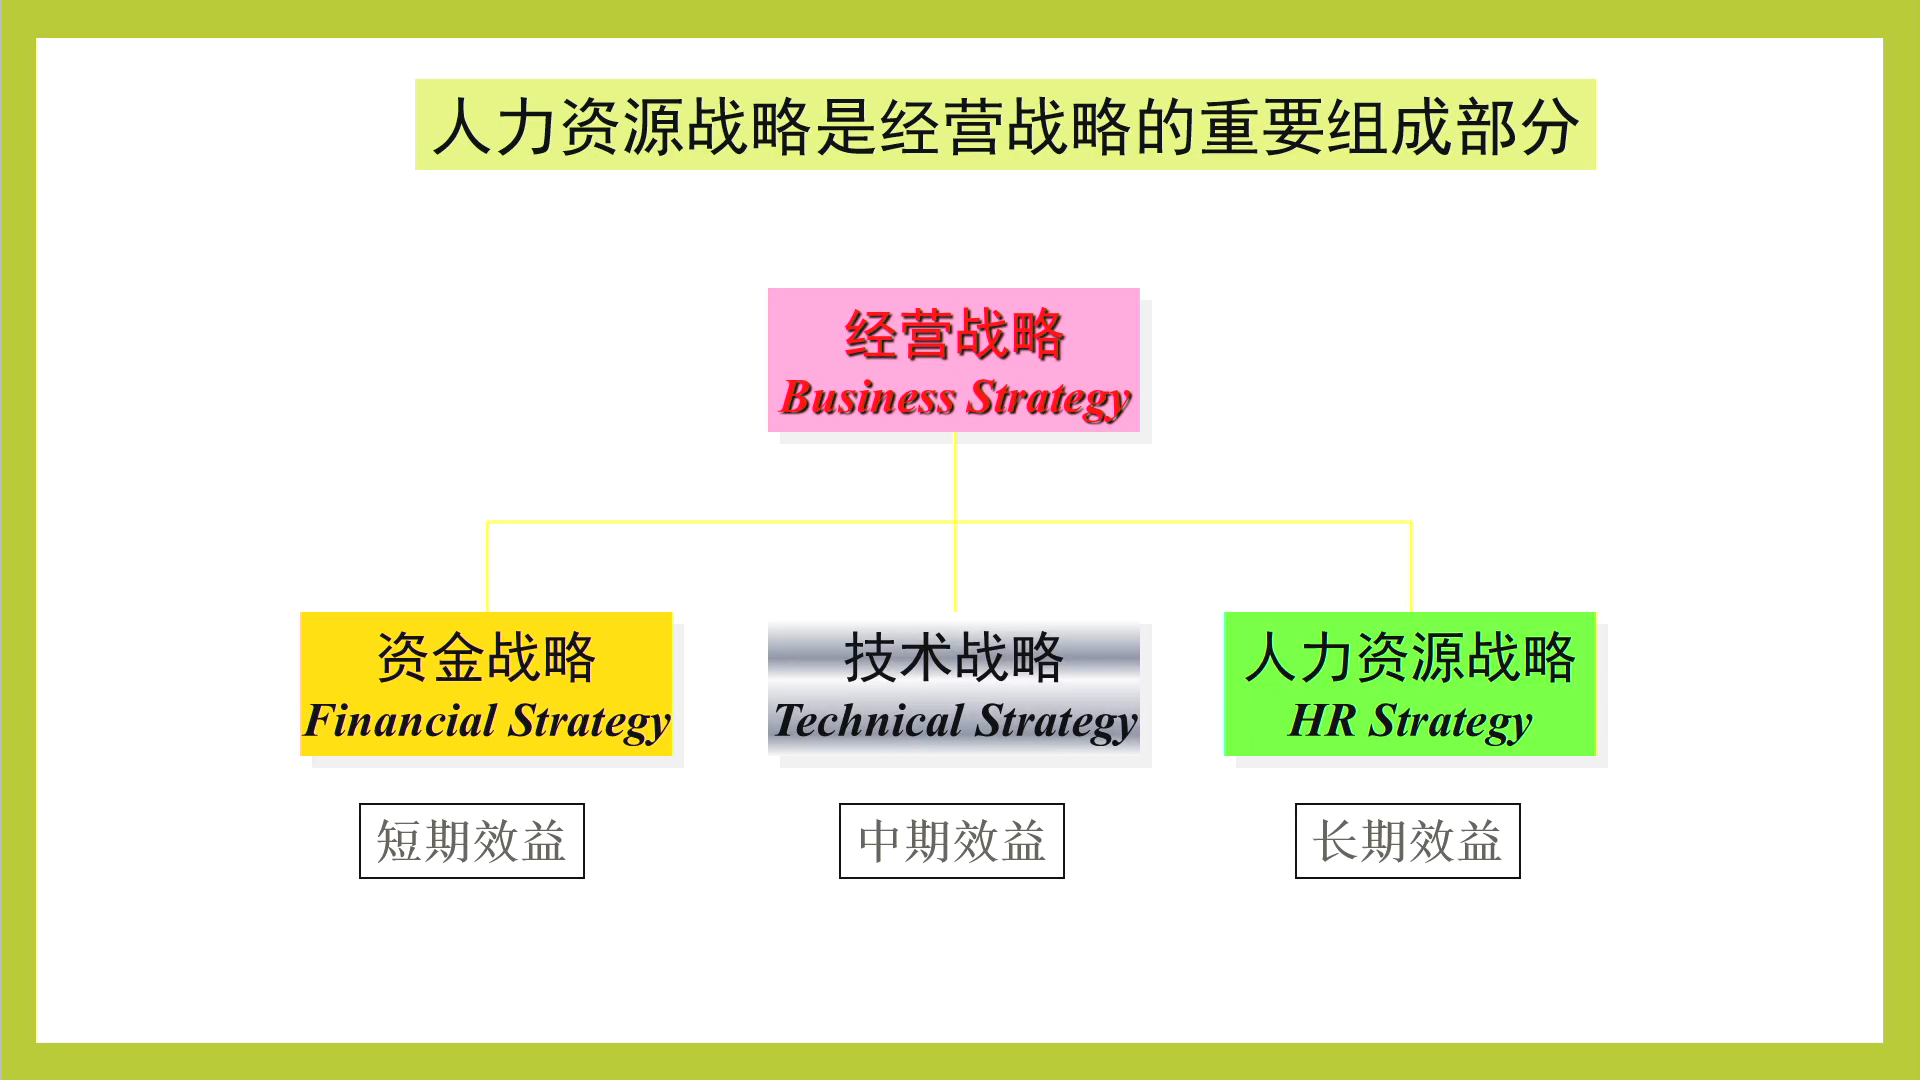 人力资源战略是经营战略的重要组成部分
经营战略
Business Strategy
资金战略
Financial Strategy
技术战略
Technical Strategy
人力资源战略
HR Strategy
短期效益
中期效益
长期效益